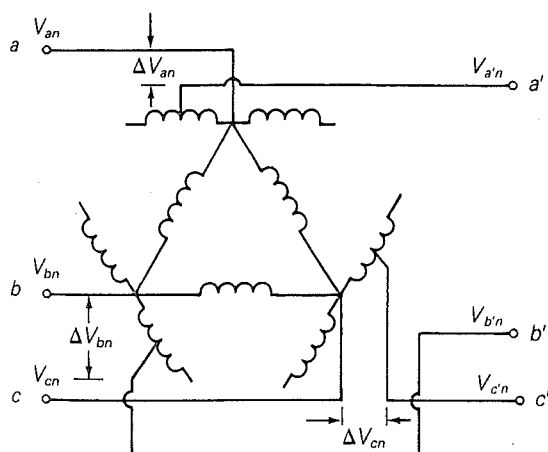 V_an
a
ΔV_an
V_a'n
a'
V_bn
b
ΔV_bn
V_cn
c
V_b'n
b'
V_c'n
c'
ΔV_cn